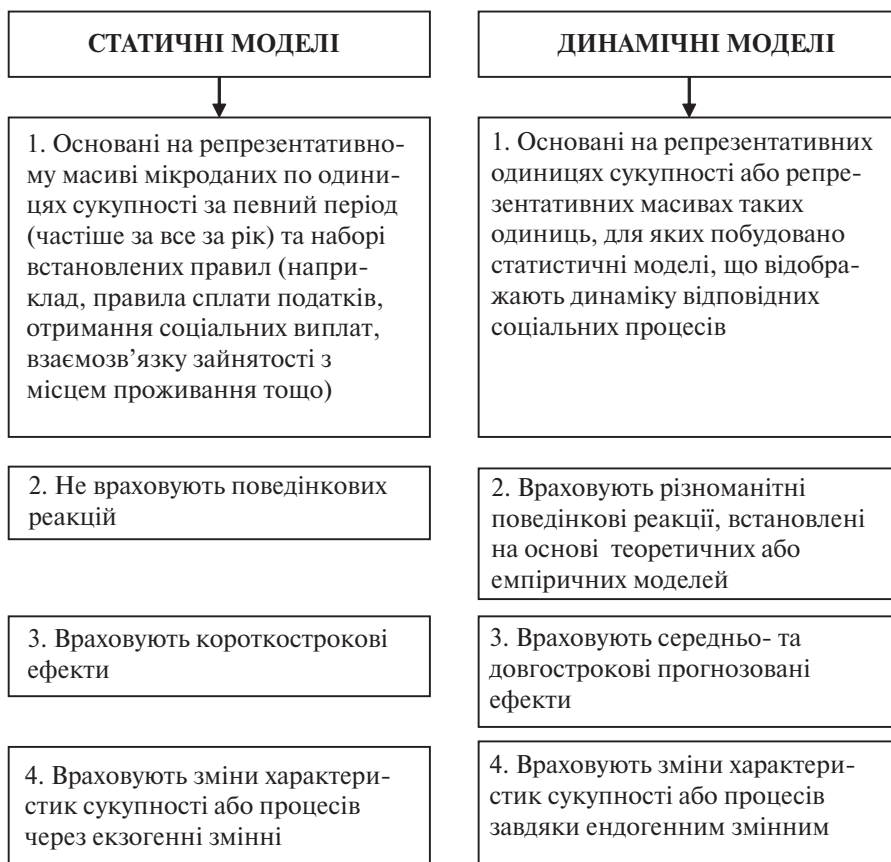 СТАТИЧНІ МОДЕЛІ
1. Основані на репрезентативно-
му масиві мікроданих по одини-
цях сукупності за певний період
(частіше за все за рік) та наборі
встановлених правил (напри-
клад, правила сплати податків,
отримання соціальних виплат,
взаємозв’язку зайнятості з
місцем проживання тощо)
2. Не враховують поведінкових
реакцій
3. Враховують короткострокові
ефекти
4. Враховують зміни характери-
стик сукупності або процесів
через екзогенні змінні
ДИНАМІЧНІ МОДЕЛІ
1. Основані на репрезентативних
одиницях сукупності або репре-
зентативних масивах таких
одиниць, для яких побудовано
статистичні моделі, що відобра-
жають динаміку відповідних
соціальних процесів
2. Враховують різноманітні
поведінкові реакції, встановлені
на основі теоретичних або
емпіричних моделей
3. Враховують середньо- та
довгострокові прогнозовані
ефекти
4. Враховують зміни характери-
стик сукупності або процесів
завдяки ендогенним змінним